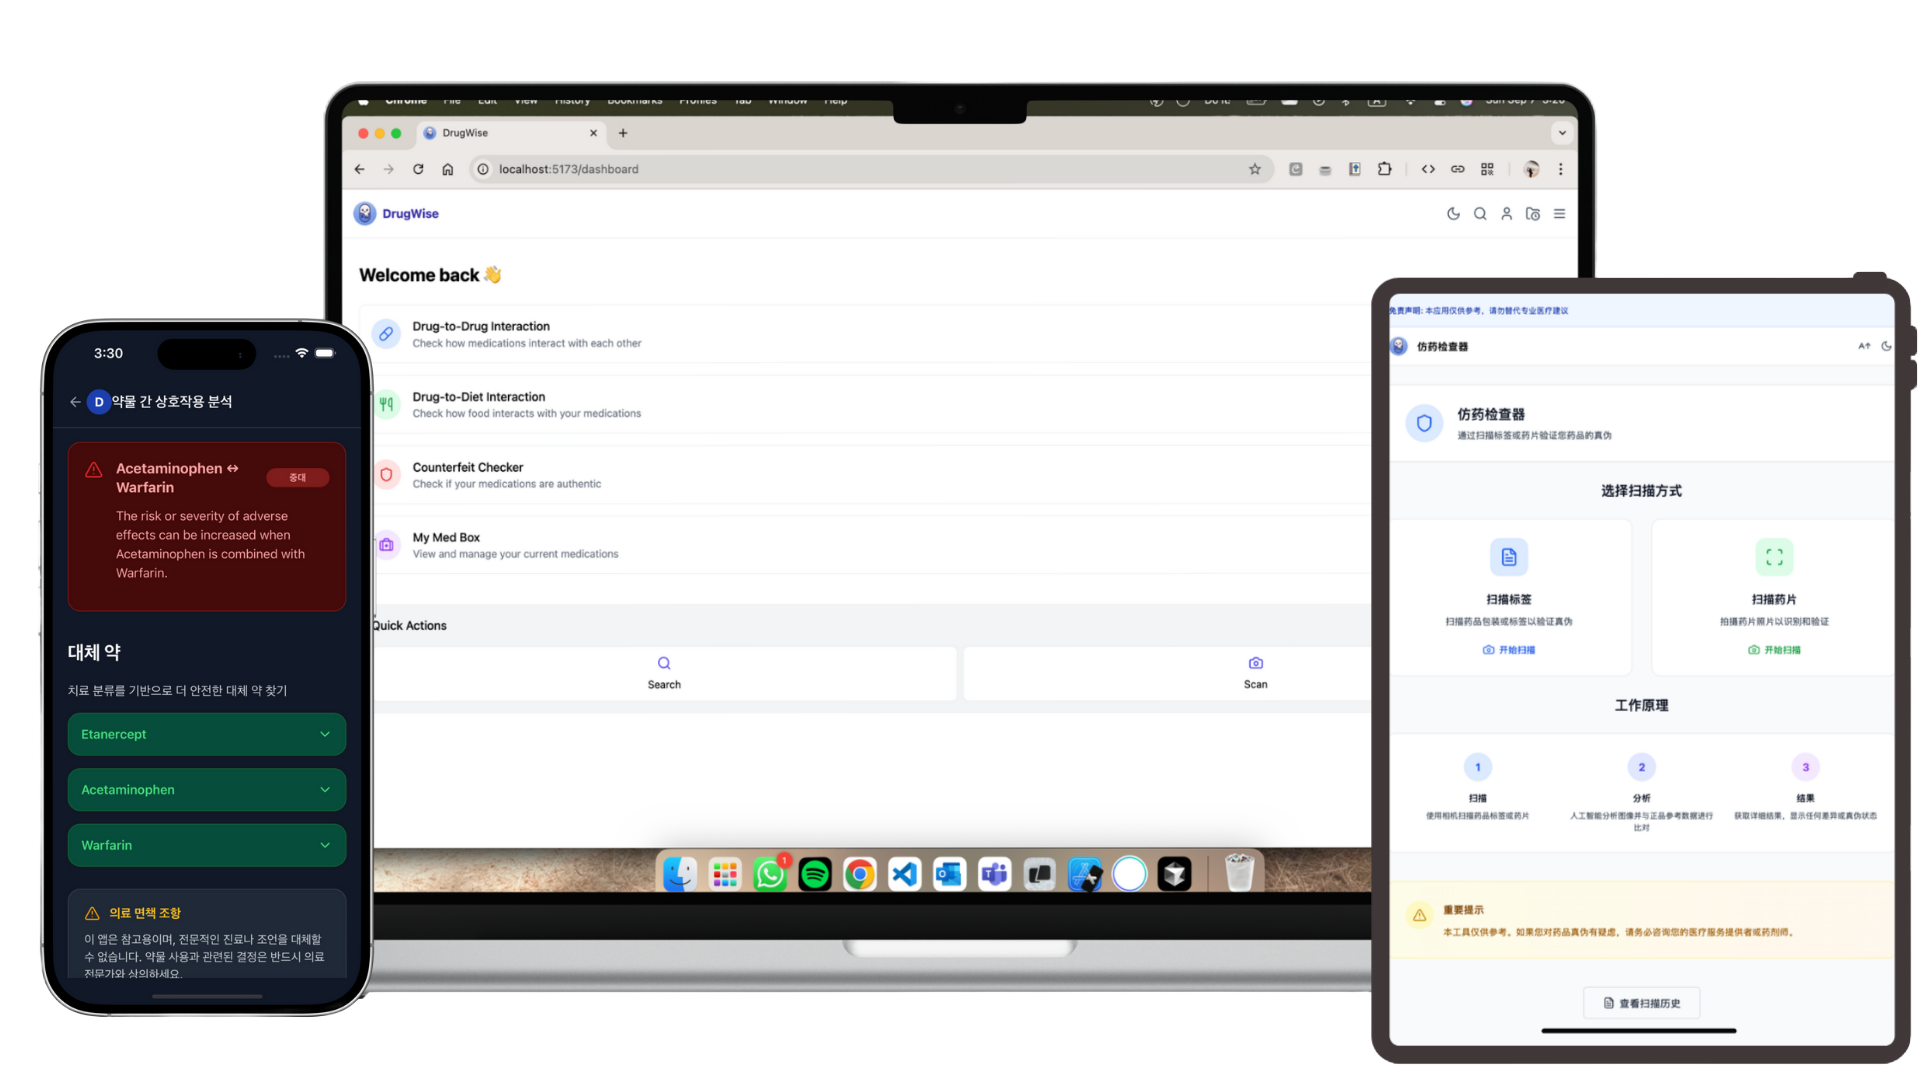 DrugWise
localhost:5173/dashboard
DrugWise
Welcome back 👋
Drug-to-Drug Interaction
Check how medications interact with each other
Drug-to-Diet Interaction
Check how food interacts with your medications
Counterfeit Checker
Check if your medications are authentic
My Med Box
View and manage your current medications
Quick Actions
Search
Scan
1
3:30
D 약물 간 상호작용 분석
Acetaminophen ↔
Warfarin
중대
The risk or severity of adverse
effects can be increased when
Acetaminophen is combined with
Warfarin.
대체 약
치료 분류를 기반으로 더 안전한 대체 약 찾기
Etanercept
Acetaminophen
Warfarin
의료 면책 조항
이 앱은 참고용이며, 전문적인 진료나 조언을 대체할
수 없습니다. 약물 사용과 관련된 결정은 반드시 의료
전문가와 상의하세요.
免责声明: 本应用仅供参考，请勿替代专业医疗建议
仿药检查器
A↑
仿药检查器
通过扫描标签或药片验证您药品的真伪
选择扫描方式
扫描标签
扫描药品包装或标签以验证真伪
开始扫描
扫描药片
拍摄药片照片以识别和验证
开始扫描
工作原理
1
扫描
使用相机扫描药品标签或药片
2
分析
人工智能分析图像并与正品参考数据进行
比对
3
结果
获取详细结果，显示任何差异或真伪状态
重要提示
本工具仅供参考。如果您对药品真伪有疑虑，请务必咨询您的医疗服务提供者或药剂师。
查看扫描历史